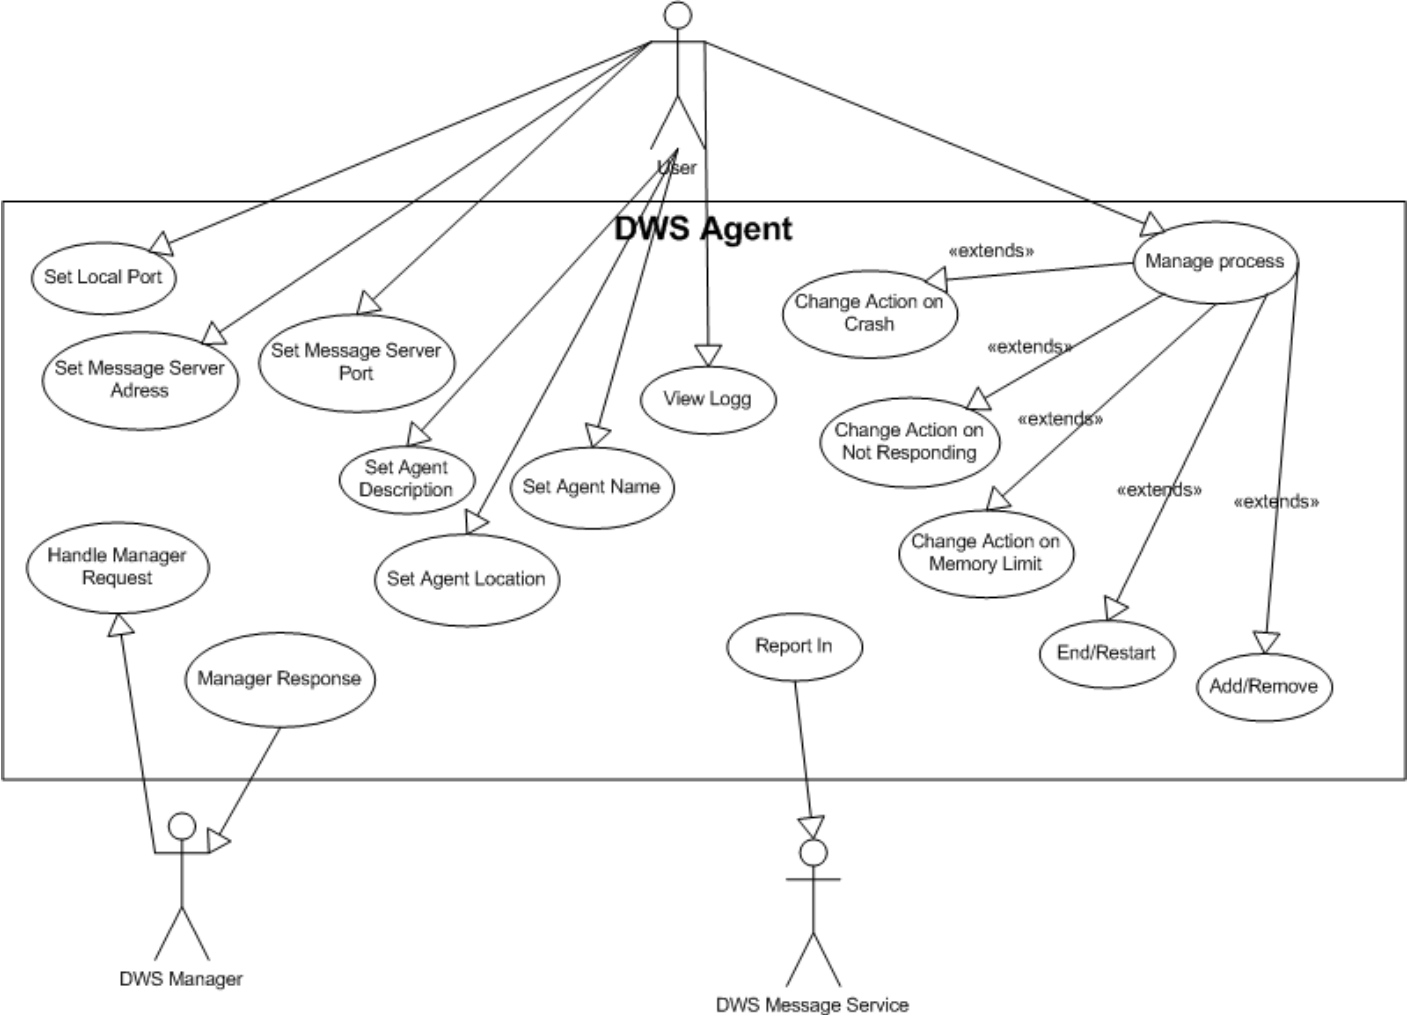 User
DWS Agent
Set Local Port
«extends»
Manage process
Change Action on
Crash
Set Message Server
Adress
Set Message Server
Port
«extends»
View Logg
«extends»
Change Action on
Not Responding
Set Agent
Description
Set Agent Name
«extends»
«extends»
Handle Manager
Request
Set Agent Location
Change Action on
Memory Limit
Manager Response
Report In
End/Restart
Add/Remove
DWS Manager
DWS Message Service